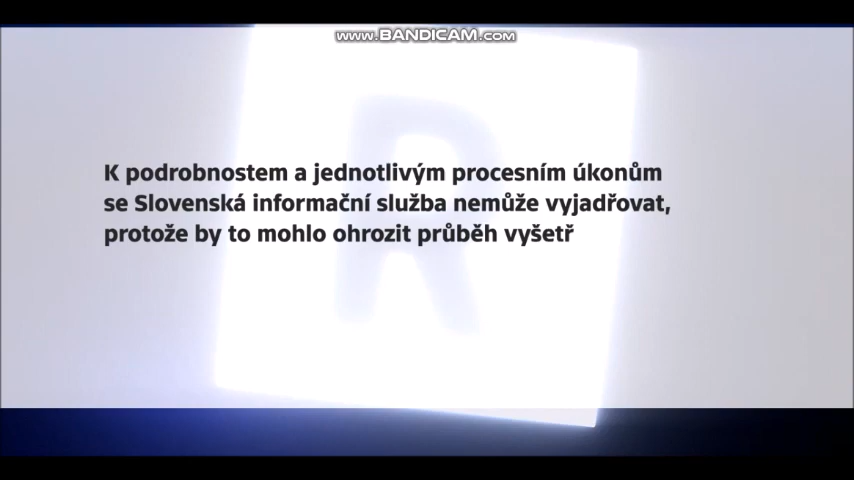 www.BANDICAM.com
R
K podrobnostem a jednotlivým procesním úkonům
se Slovenská informační služba nemůže vyjadřovat,
protože by to mohlo ohrozit průběh vyšetř